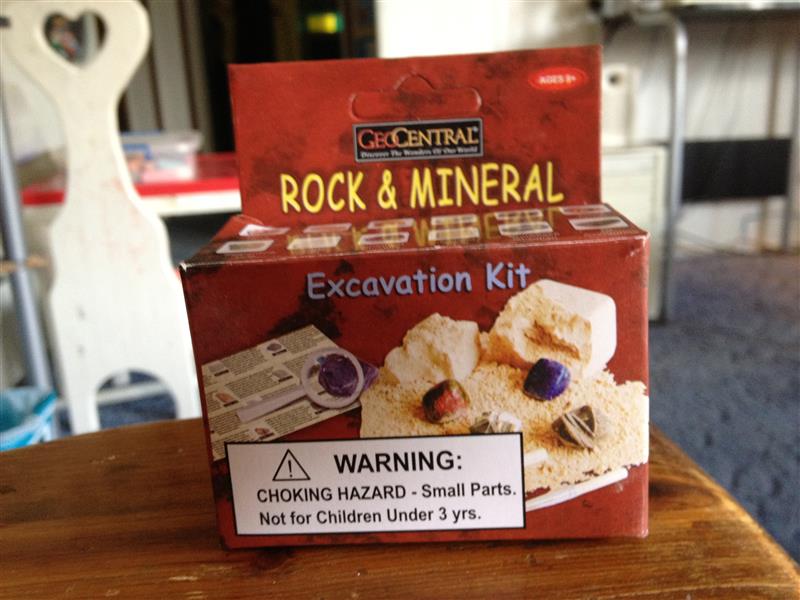 AGES 8+
GEOCENTRAL
Discover The Wonders Of Our World
ROCK & MINERAL
Excavation Kit
WARNING:
CHOKING HAZARD - Small Parts.
Not for Children Under 3 yrs.